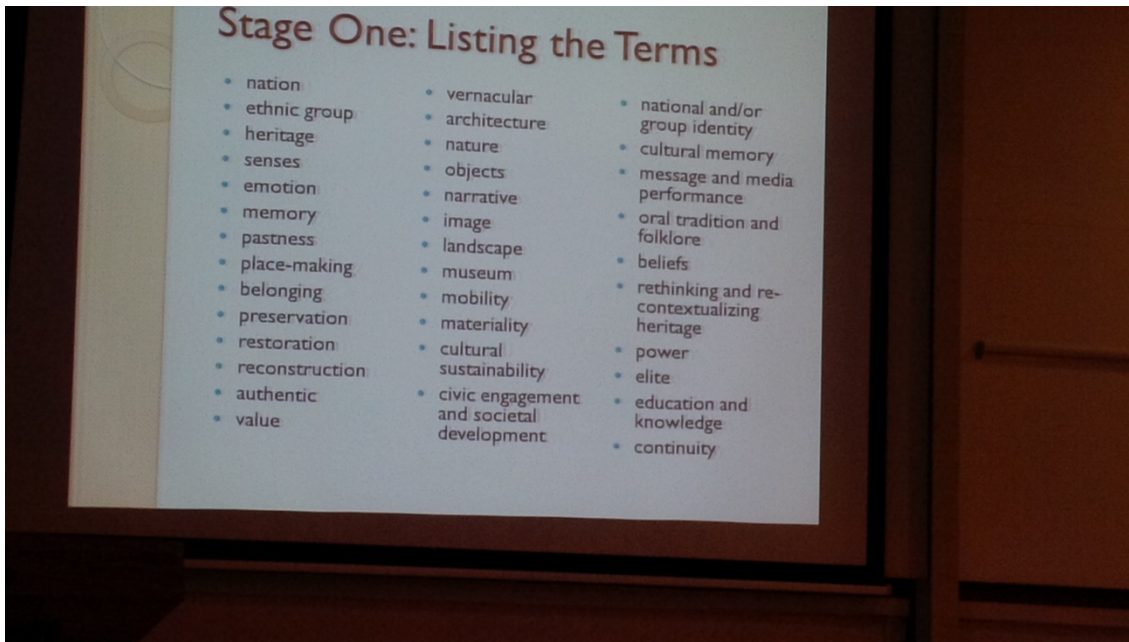 Stage One: Listing the Terms
nation
ethnic group
heritage
senses
emotion
memory
pastness
place-making
belonging
preservation
restoration
reconstruction
authentic
value
vernacular
architecture
nature
objects
narrative
image
landscape
museum
mobility
materiality
cultural
sustainability
civic engagement
and societal
development
national and/or
group identity
cultural memory
message and media
performance
oral tradition and
folklore
beliefs
rethinking and re-
contextualizing
heritage
power
elite
education and
knowledge
continuity